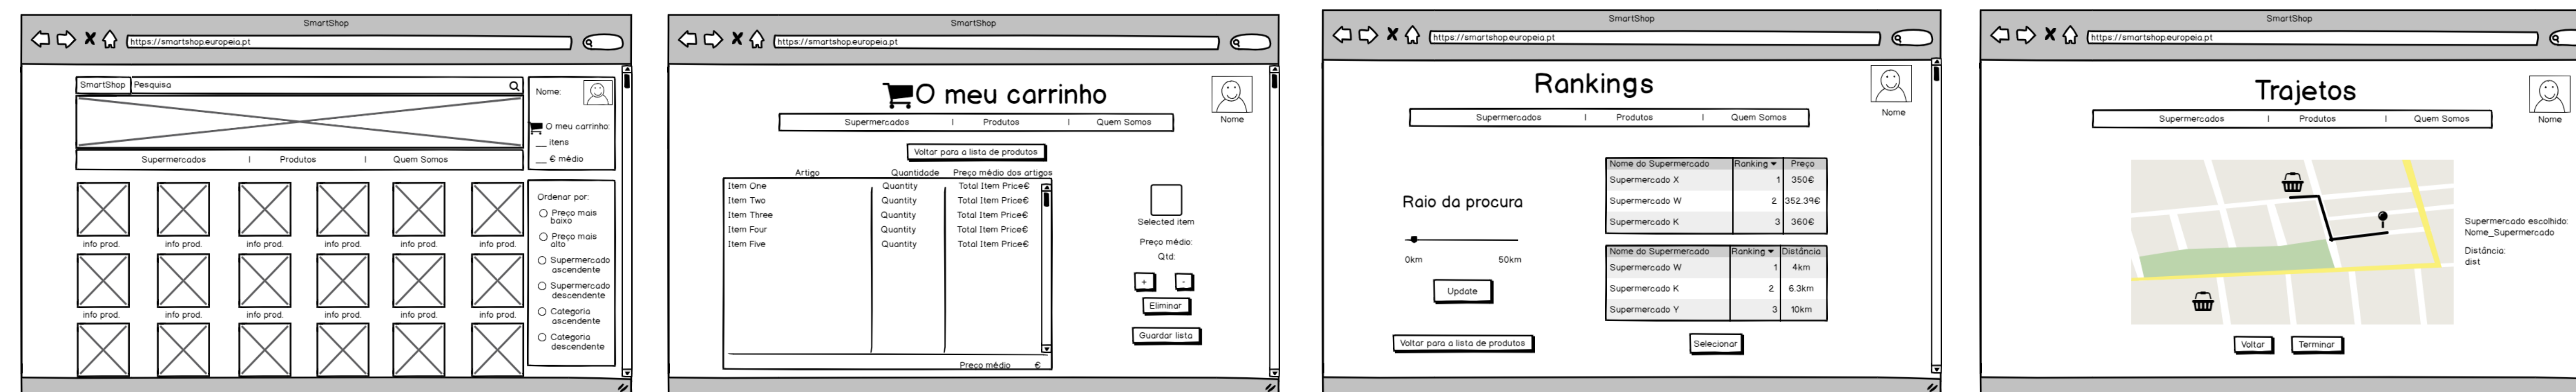 SmartShop
https://smartshop.europeia.pt
SmartShop Pesquisa
Nome:
O meu carrinho:
__ itens
__ € médio
Supermercados | Produtos | Quem Somos
info prod. info prod. info prod. info prod. info prod. info prod.
info prod. info prod. info prod. info prod. info prod. info prod.
Ordenar por:
Preço mais
baixo
Preço mais
alto
Supermercado
ascendente
Supermercado
descendente
Categoria
ascendente
Categoria
descendente
SmartShop
https://smartshop.europeia.pt
O meu carrinho
Nome
Supermercados | Produtos | Quem Somos
Voltar para a lista de produtos
Artigo Quantidade Preço médio dos artigos
Item One Quantity Total Item Price€
Item Two Quantity Total Item Price€
Item Three Quantity Total Item Price€
Item Four Quantity Total Item Price€
Item Five Quantity Total Item Price€
Preço médio €
Selected item
Preço médio:
Qtd:
+ -
Eliminar
Guardar lista
SmartShop
https://smartshop.europeia.pt
Rankings
Nome
Supermercados | Produtos | Quem Somos
Raio da procura
0km 50km
Update
Voltar para a lista de produtos
Nome do Supermercado Ranking Preço
Supermercado X 1 350€
Supermercado W 2 352.39€
Supermercado K 3 360€
Nome do Supermercado Ranking Distância
Supermercado W 1 4km
Supermercado K 2 6.3km
Supermercado Y 3 10km
Selecionar
SmartShop
https://smartshop.europeia.pt
Trajetos
Nome
Supermercados | Produtos | Quem Somos
Supermercado escolhido:
Nome_Supermercado
Distância:
dist
Voltar Terminar